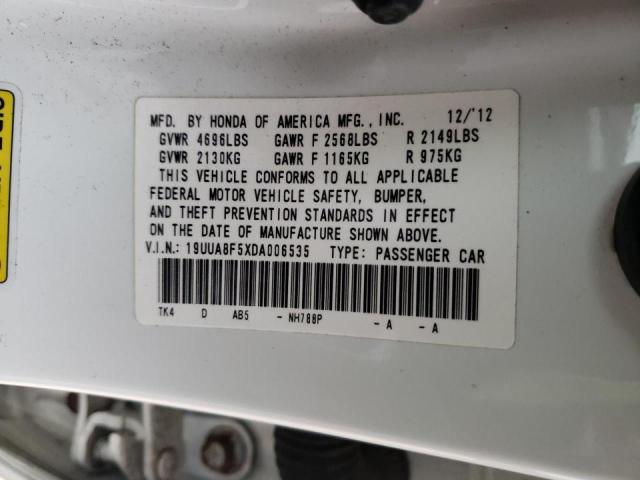 MFD. BY HONDA OF AMERICA MFG., INC. 12/'12
GVWR 4696LBS GAWR F 2568LBS R 2149LBS
GVWR 2130KG GAWR F 1165KG R 975KG
THIS VEHICLE CONFORMS TO ALL APPLICABLE
FEDERAL MOTOR VEHICLE SAFETY, BUMPER,
AND THEFT PREVENTION STANDARDS IN EFFECT
ON THE DATE OF MANUFACTURE SHOWN ABOVE.
V.I.N.: 19UUA8F5XDA006535 TYPE: PASSENGER CAR
TK4 D AB5 - NH788P - A - A